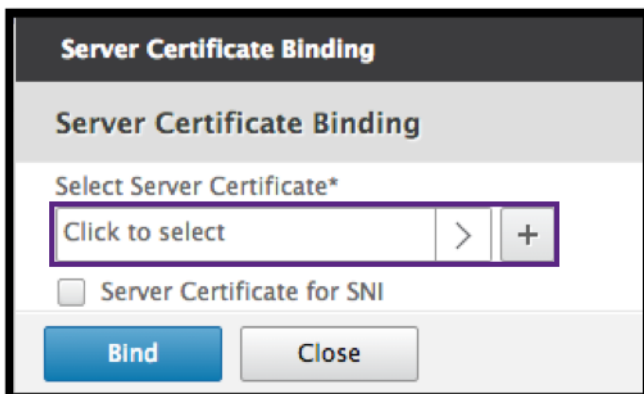 Server Certificate Binding
Server Certificate Binding
Select Server Certificate*
Click to select > +
Server Certificate for SNI
Bind Close